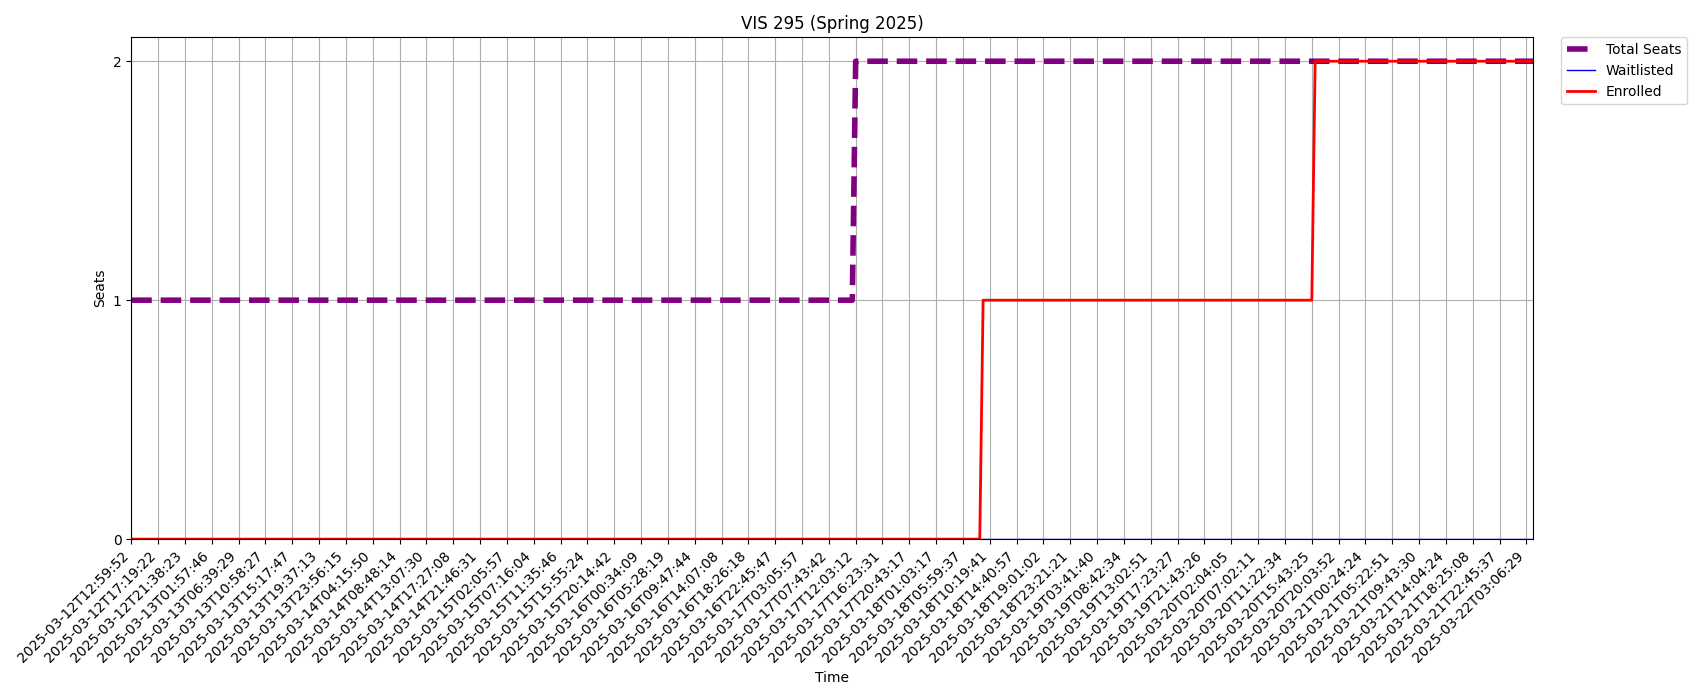 VIS 295 (Spring 2025)
Total Seats
Waitlisted
Enrolled
Seats
2
1
0
2025-03-12T12:59:52
2025-03-12T17:19:22
2025-03-12T21:38:23
2025-03-13T01:57:46
2025-03-13T06:39:29
2025-03-13T10:58:27
2025-03-13T15:17:47
2025-03-13T19:37:13
2025-03-13T23:56:15
2025-03-14T04:15:50
2025-03-14T08:48:14
2025-03-14T13:07:30
2025-03-14T17:27:08
2025-03-14T21:46:31
2025-03-15T02:05:57
2025-03-15T07:16:04
2025-03-15T11:35:46
2025-03-15T15:55:24
2025-03-15T20:14:42
2025-03-16T00:34:09
2025-03-16T05:28:19
2025-03-16T09:47:44
2025-03-16T14:07:08
2025-03-16T18:26:18
2025-03-16T22:45:47
2025-03-17T03:05:57
2025-03-17T07:43:42
2025-03-17T12:03:12
2025-03-17T16:23:31
2025-03-17T20:43:17
2025-03-18T01:03:17
2025-03-18T05:59:37
2025-03-18T10:19:41
2025-03-18T14:40:57
2025-03-18T19:01:02
2025-03-18T23:21:21
2025-03-19T03:41:40
2025-03-19T08:42:34
2025-03-19T13:02:51
2025-03-19T17:23:27
2025-03-19T21:43:26
2025-03-20T02:04:05
2025-03-20T07:02:11
2025-03-20T11:22:34
2025-03-20T15:43:25
2025-03-20T20:03:52
2025-03-21T00:24:24
2025-03-21T05:22:51
2025-03-21T09:43:30
2025-03-21T14:04:24
2025-03-21T18:25:08
2025-03-21T22:45:37
2025-03-22T03:06:29
Time